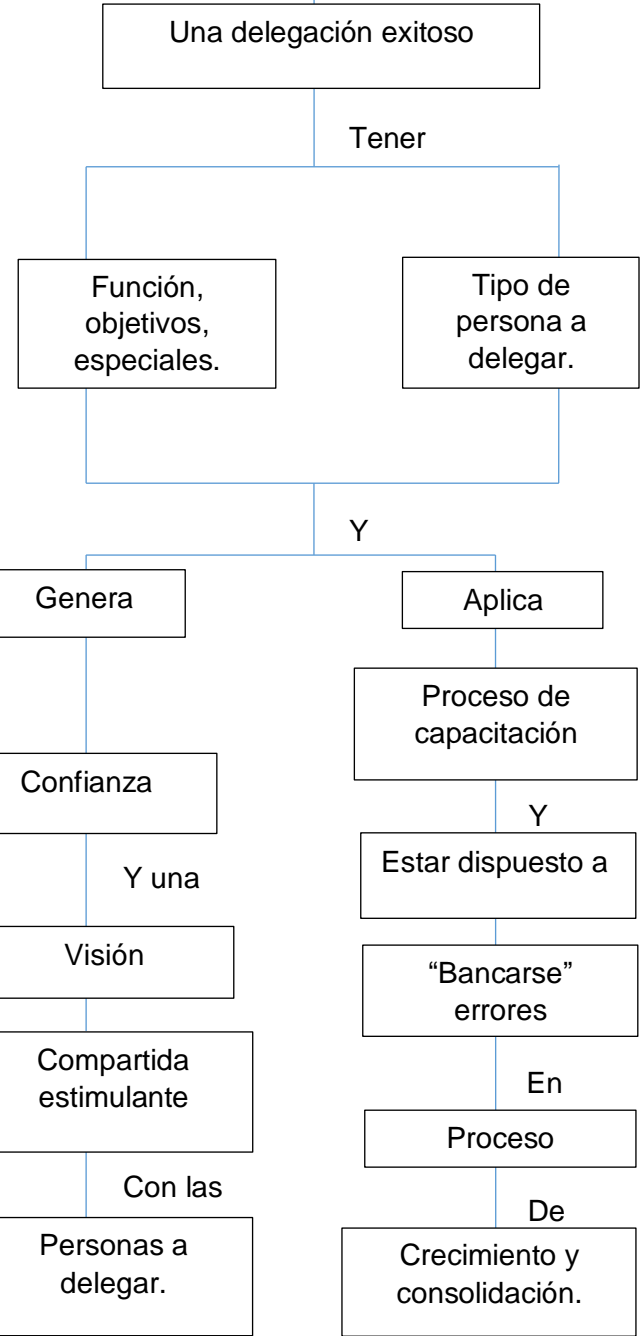 Una delegación exitoso
Tener
Función,
objetivos,
especiales.
Tipo de
persona a
delegar.
Y
Genera
Aplica
Proceso de
capacitación
Confianza
Y
Y una
Estar dispuesto a
Visión
“Bancarse”
errores
Compartida
estimulante
En
Proceso
Con las
De
Personas a
delegar.
Crecimiento y
consolidación.